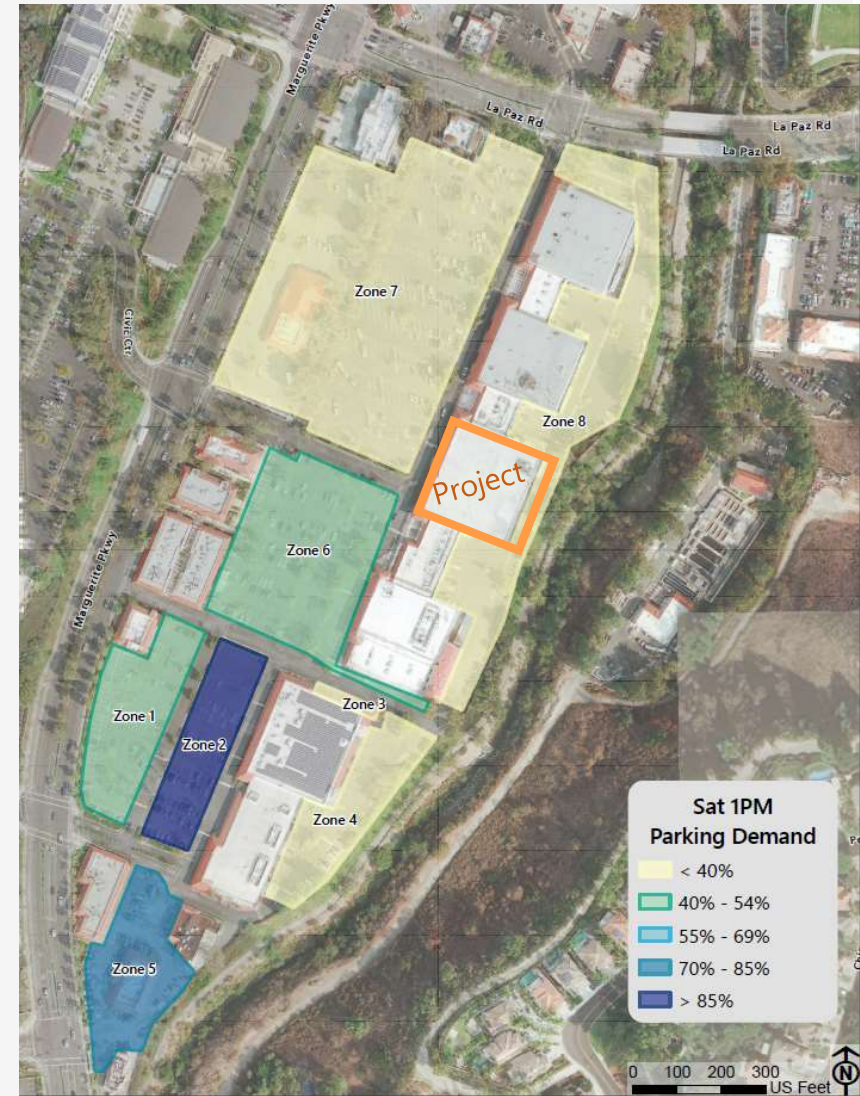 Marguerite Pkwy
La Paz Rd
La Paz Rd
La Paz Rd
Zone 7
Civic Ctr
Zone 8
Project
Marguerite Pkwy
Zone 6
Zone 3
Zone 1
Zone 2
Zone 4
Zone 5
Sat 1PM
Parking Demand
< 40%
40% - 54%
55% - 69%
70% - 85%
> 85%
0 100 200 300
US Feet
N